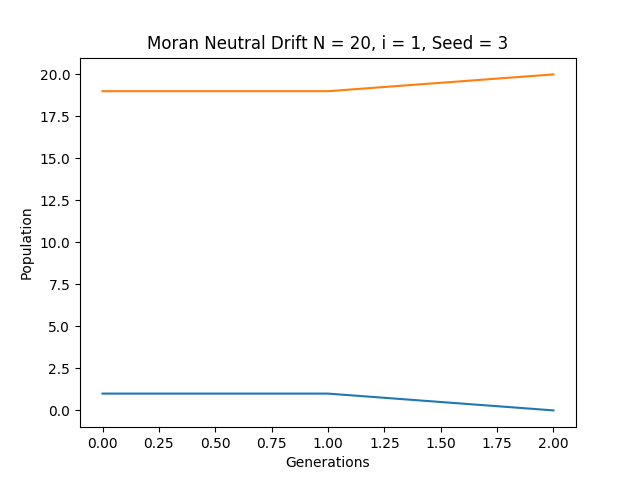 Moran Neutral Drift N = 20, i = 1, Seed = 3
20.0
17.5
15.0
12.5
10.0
7.5
5.0
2.5
0.0
Population
0.00 0.25 0.50 0.75 1.00 1.25 1.50 1.75 2.00
Generations